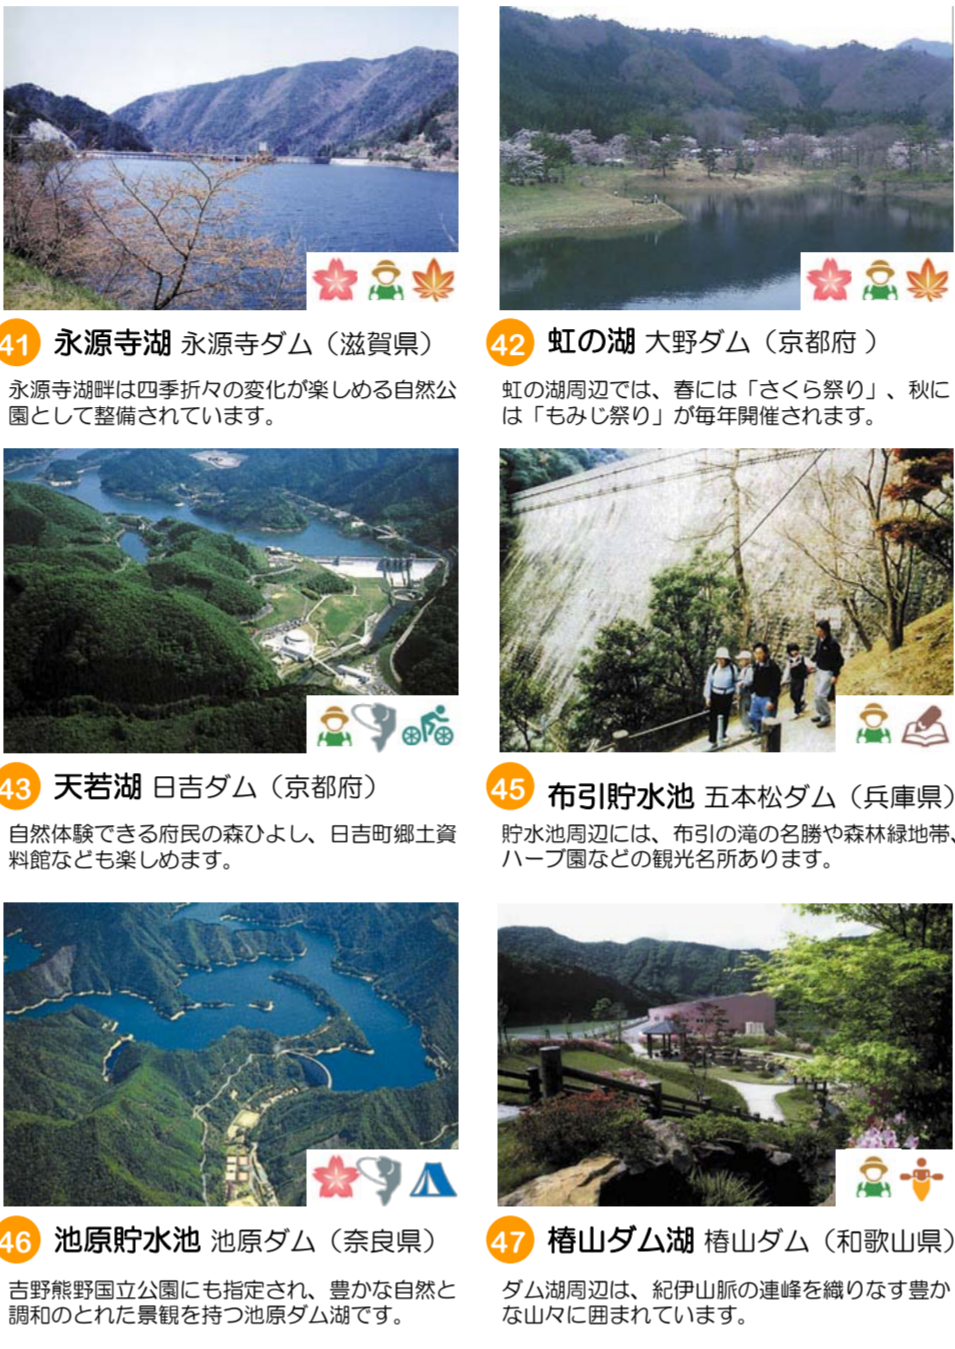 41 永源寺湖 永源寺ダム（滋賀県）
永源寺湖畔は四季折々の変化が楽しめる自然公
園として整備されています。
42 虹の湖 大野ダム（京都府 ）
虹の湖周辺では、春には「さくら祭り」、秋に
は「もみじ祭り」が毎年開催されます。
43 天若湖 日吉ダム（京都府）
自然体験できる府民の森ひよし、日吉町郷土資
料館なども楽しめます。
45 布引貯水池 五本松ダム（兵庫県）
貯水池周辺には、布引の滝の名勝や森林緑地帯、
ハーブ園などの観光名所あります。
46 池原貯水池 池原ダム（奈良県）
吉野熊野国立公園にも指定され、豊かな自然と
調和のとれた景観を持つ池原ダム湖です。
47 椿山ダム湖 椿山ダム（和歌山県）
ダム湖周辺は、紀伊山脈の連峰を織りなす豊か
な山々に囲まれています。